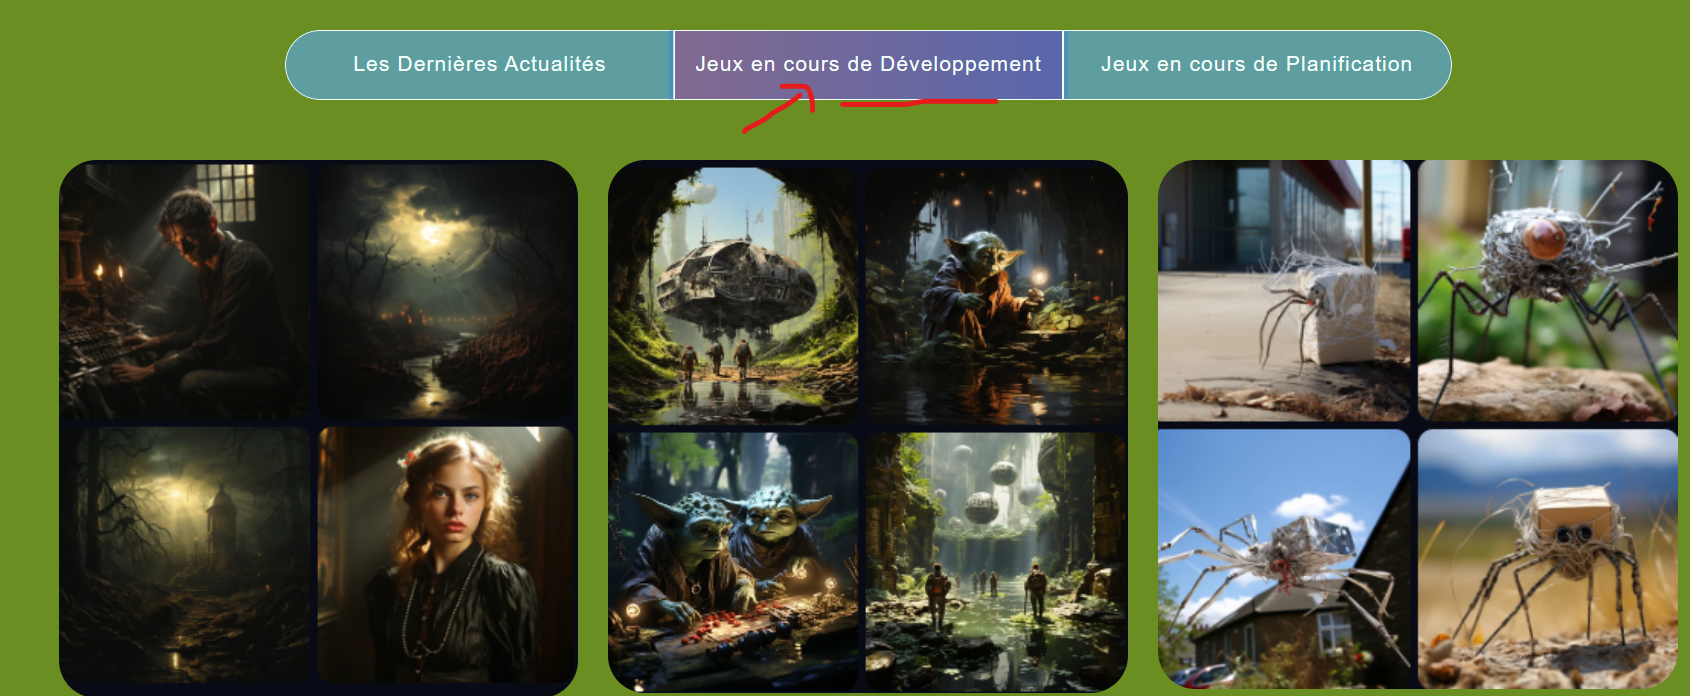 Les Dernières Actualités
Jeux en cours de Développement
Jeux en cours de Planification